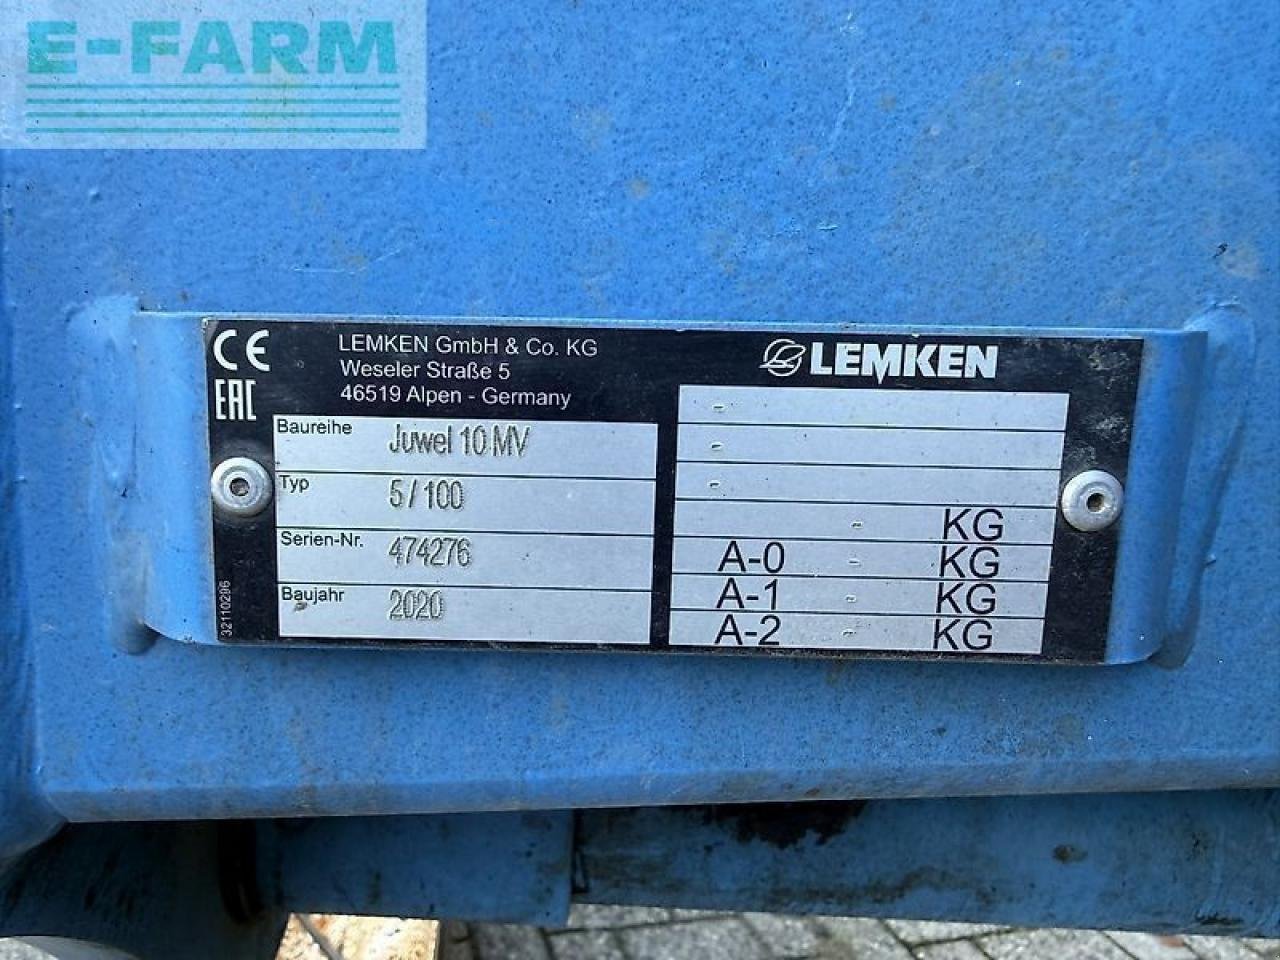 E-FARM
CE
EAC
LEMKEN GmbH & Co. KG
Weseler Straße 5
46519 Alpen - Germany
Baureihe Juwel 10 MV
Typ 5 / 100
Serien-Nr. 474276
Baujahr 2020
32110296
LEMKEN
-
-
-
- KG
A-0 - KG
A-1 - KG
A-2 - KG